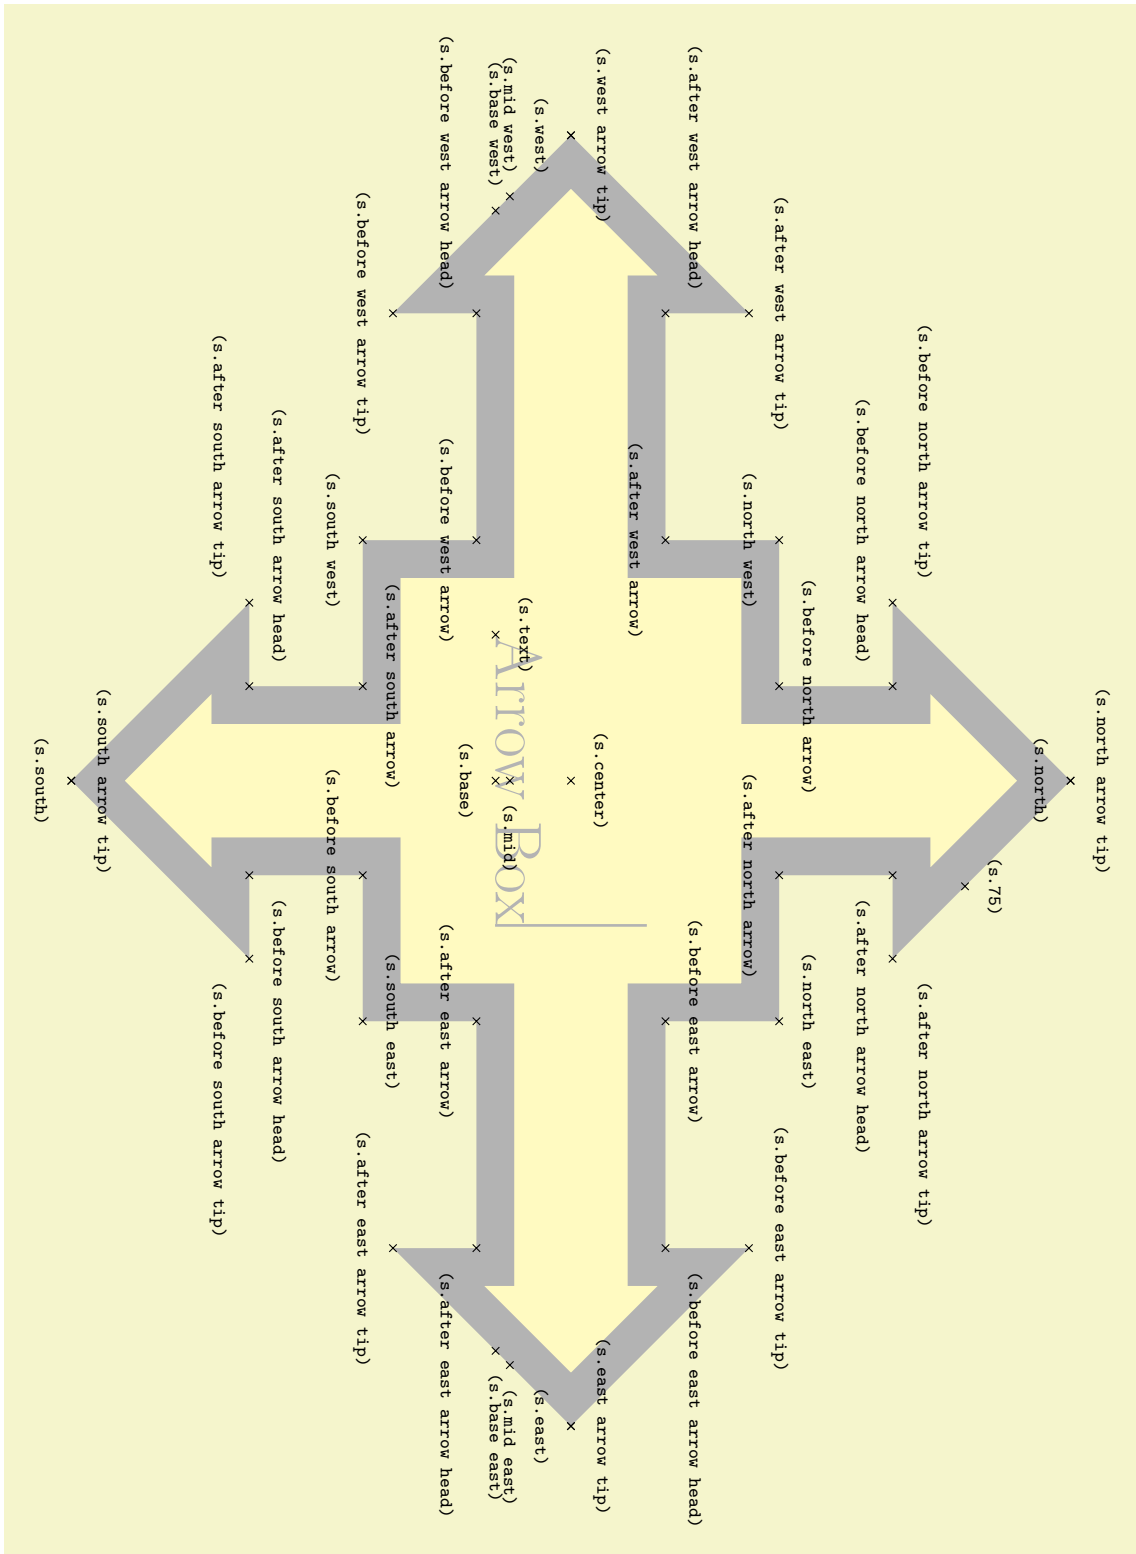 (s.north arrow tip)
(s.north)
(s.75)
(s.before north arrow tip)
(s.after north arrow tip)
(s.before north arrow head)
(s.after north arrow head)
(s.before north arrow)
(s.north east)
(s.after west arrow tip)
(s.before east arrow tip)
(s.north west)
(s.after north arrow)
(s.after west arrow head)
(s.before east arrow)
(s.before east arrow head)
(s.after west arrow)
(s.west arrow tip)
(s.center)
(s.east arrow tip)
(s.west)
(s.east)
(s.text)
Arrow Box
(s.mid west)
(s.mid)
(s.mid east)
(s.base west)
(s.base east)
(s.base)
(s.before west arrow head)
(s.before west arrow)
(s.after east arrow)
(s.after east arrow head)
(s.after south arrow)
(s.south east)
(s.before west arrow tip)
(s.after east arrow tip)
(s.south west)
(s.before south arrow)
(s.after south arrow head)
(s.before south arrow head)
(s.after south arrow tip)
(s.before south arrow tip)
(s.south arrow tip)
(s.south)